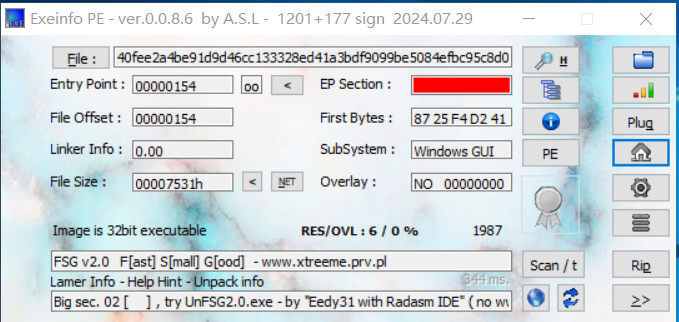 Exeinfo PE - ver.0.0.8.6 by A.S.L - 1201+177 sign 2024.07.29
File : 40fee2a4be91d9d46cc133328ed41a3bdf9099be5084efbc95c8d0 H
Entry Point : 00000154 oo < EP Section :
File Offset : 00000154 First Bytes : 87 25 F4 D2 41 Plug
Linker Info : 0.00 SubSystem : Windows GUI PE
File Size : 00007531h < NET Overlay : NO 00000000
Image is 32bit executable RES/OVL : 6 / 0 % 1987
FSG v2.0 F[ast] S[mall] G[ood] - www.xtreeme.prv.pl Scan / t Rip
Lamer Info - Help Hint - Unpack info 344 ms.
Big sec. 02 [ ] , try UnFSG2.0.exe - by "Eedy31 with Radasm IDE" ( no >>